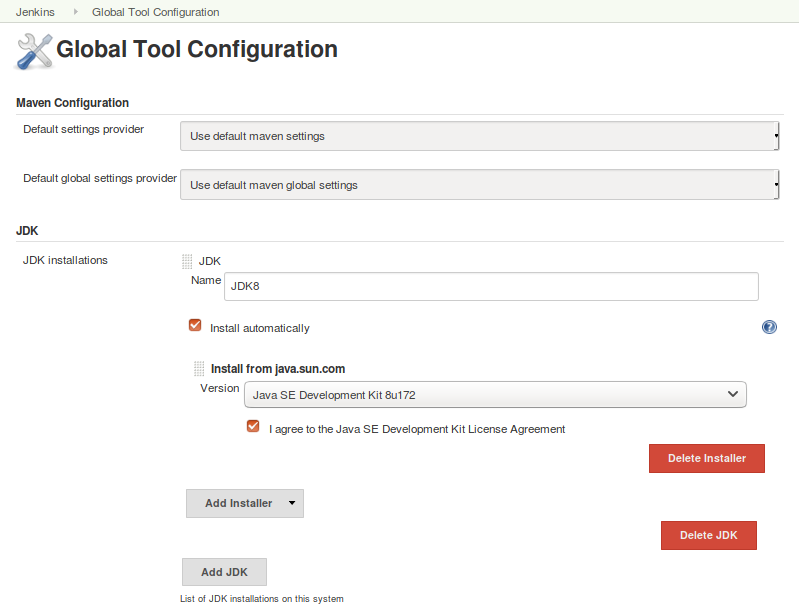 Jenkins Global Tool Configuration
Global Tool Configuration
Maven Configuration
Default settings provider Use default maven settings
Default global settings provider Use default maven global settings
JDK
JDK installations JDK
Name JDK8
Install automatically ?
Install from java.sun.com
Version Java SE Development Kit 8u172
I agree to the Java SE Development Kit License Agreement
Delete Installer
Add Installer
Delete JDK
Add JDK
List of JDK installations on this system